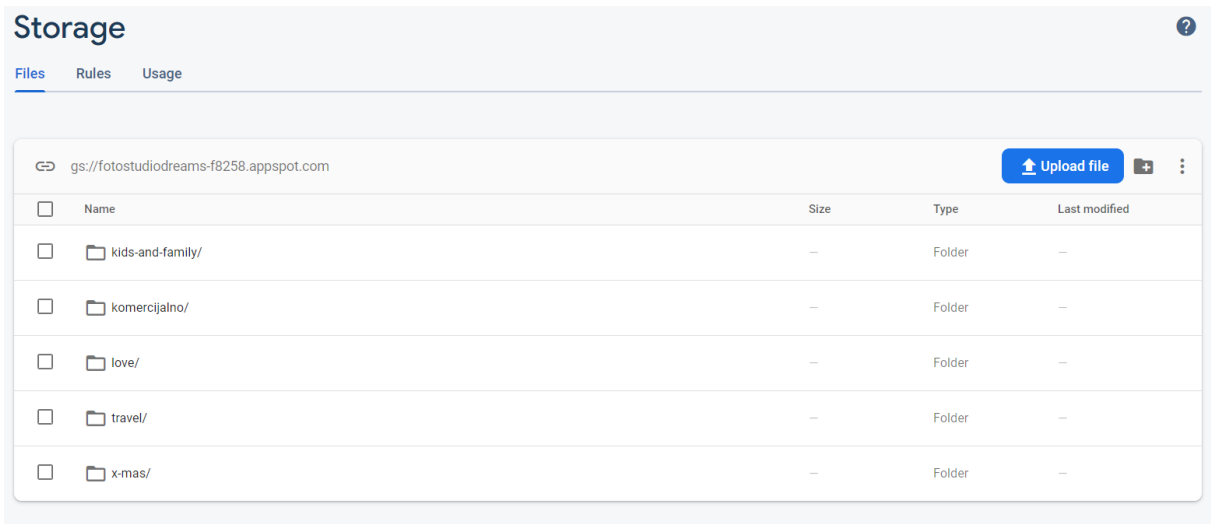 Storage
Files Rules Usage
gs://fotostudiodreams-f8258.appspot.com Upload file
Name Size Type Last modified
kids-and-family/ — Folder —
komercijalno/ — Folder —
love/ — Folder —
travel/ — Folder —
x-mas/ — Folder —